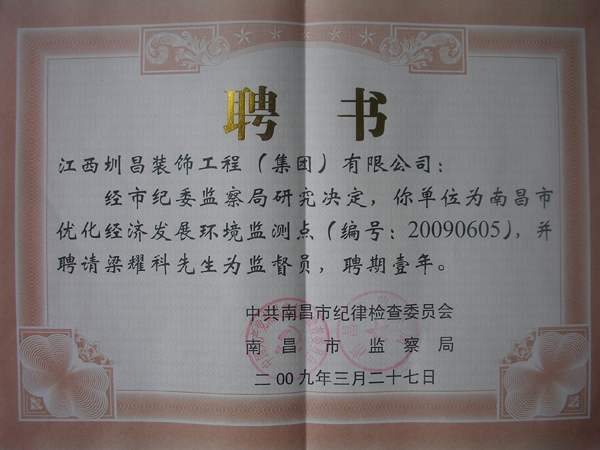 聘书
江西圳昌装饰工程（集团）有限公司：
经市纪委监察局研究决定，你单位为南昌市
优化经济发展环境监测点（编号：20090605），并
聘请梁耀科先生为监督员，聘期壹年。
中共南昌市纪律检查委员会
南昌市监察局
二00九年三月二十七日